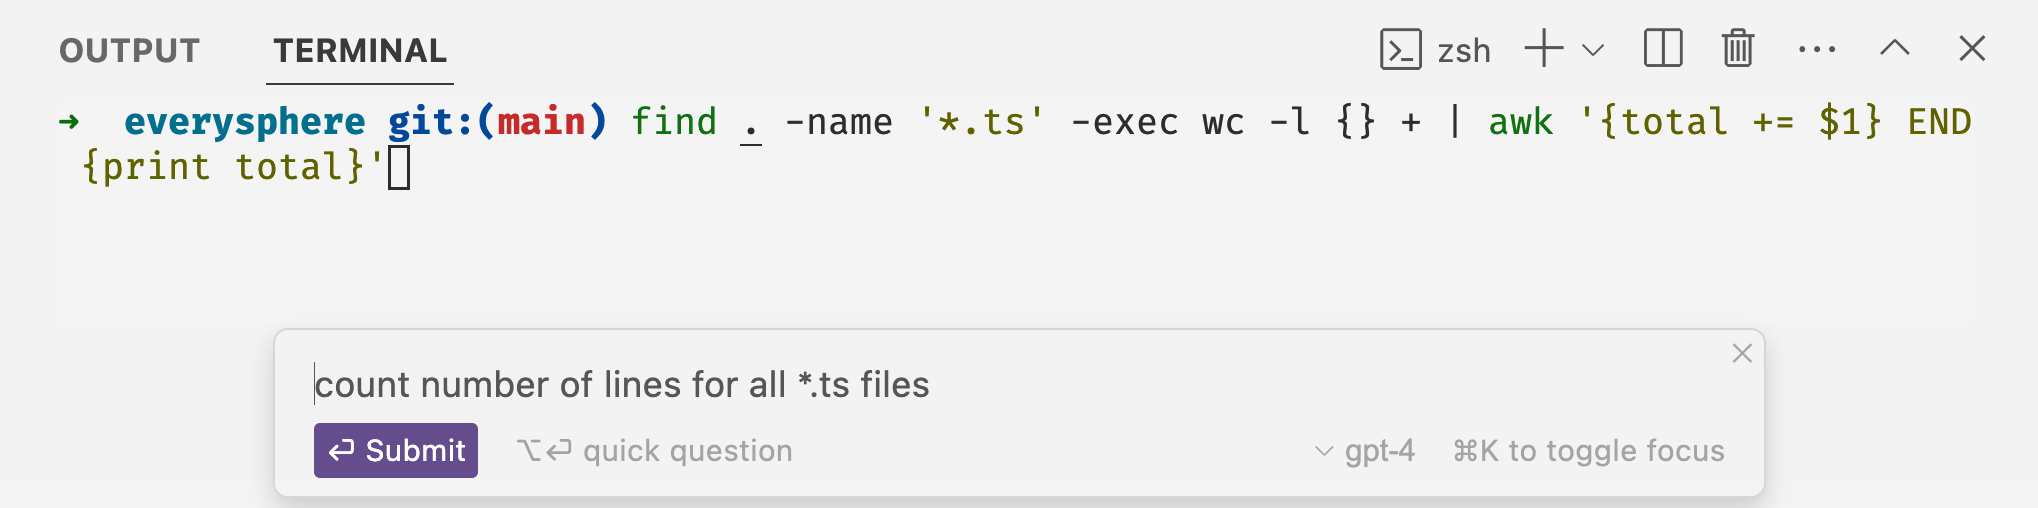 OUTPUT TERMINAL zsh
➜ everysphere git:(main) find . -name '*.ts' -exec wc -l {} + | awk '{total += $1} END
{print total}'
count number of lines for all *.ts files
⏎ Submit ⌥⏎ quick question gpt-4 ⌘K to toggle focus